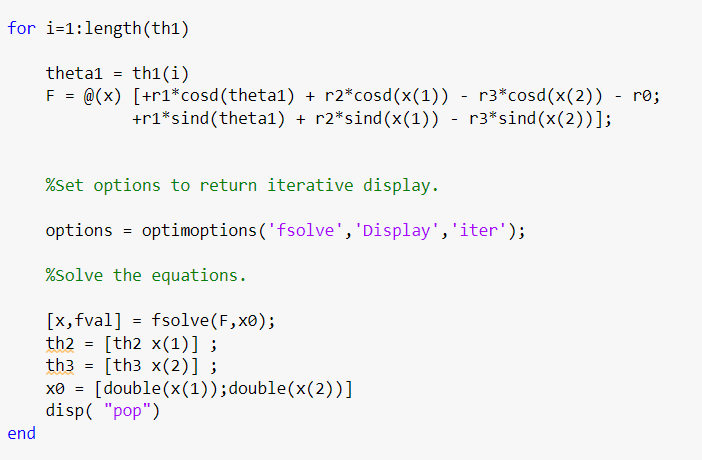 for i=1:length(th1)
theta1 = th1(i)
F = @(x) [+r1*cosd(theta1) + r2*cosd(x(1)) - r3*cosd(x(2)) - r0;
+r1*sind(theta1) + r2*sind(x(1)) - r3*sind(x(2))];
%Set options to return iterative display.
options = optimoptions('fsolve','Display','iter');
%Solve the equations.
[x,fval] = fsolve(F,x0);
th2 = [th2 x(1)] ;
th3 = [th3 x(2)] ;
x0 = [double(x(1));double(x(2))]
disp( "pop")
end